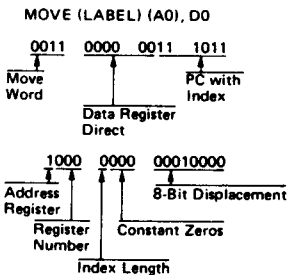 MOVE (LABEL) (A0), D0
0011 0000 0011 1011
Move Word
PC with Index
Data Register Direct
1000 0000 00010000
Address Register
8-Bit Displacement
Register Number
Constant Zeros
Index Length